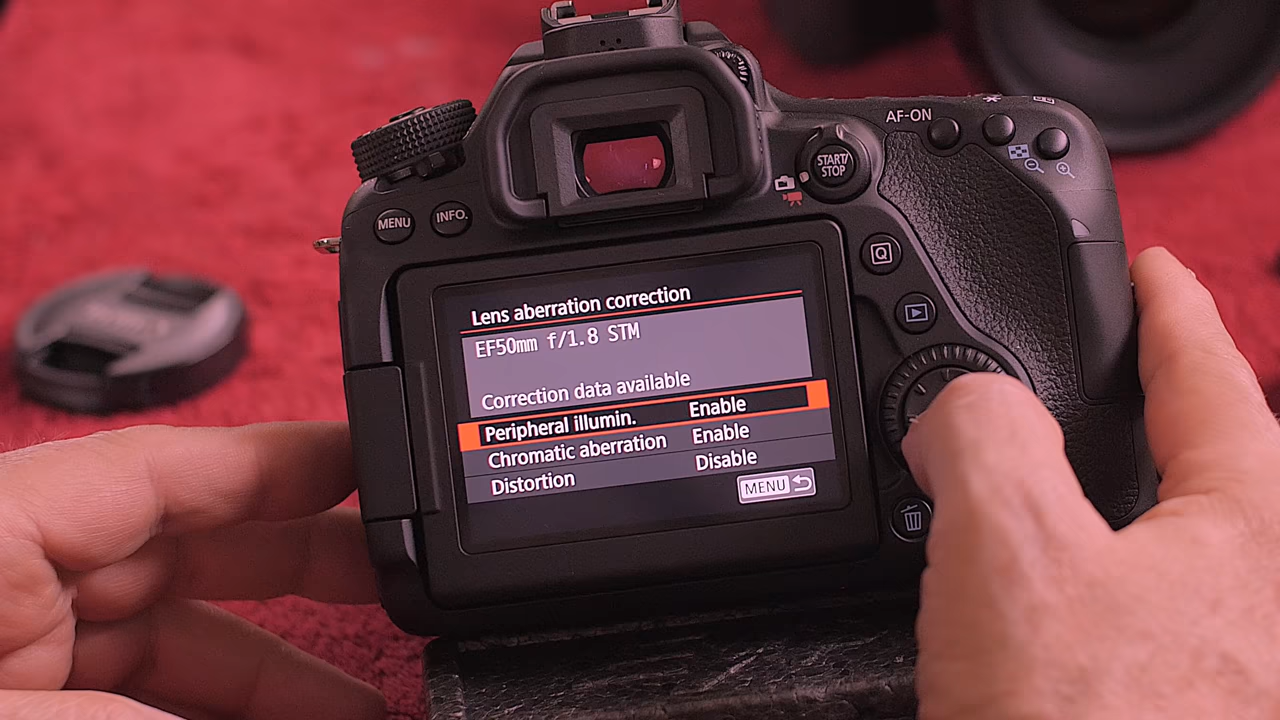 AF-ON
START/
STOP
MENU
INFO.
Q
Lens aberration correction
EF50mm f/1.8 STM
Correction data available
Peripheral illumin. Enable
Chromatic aberration Enable
Distortion Disable
MENU